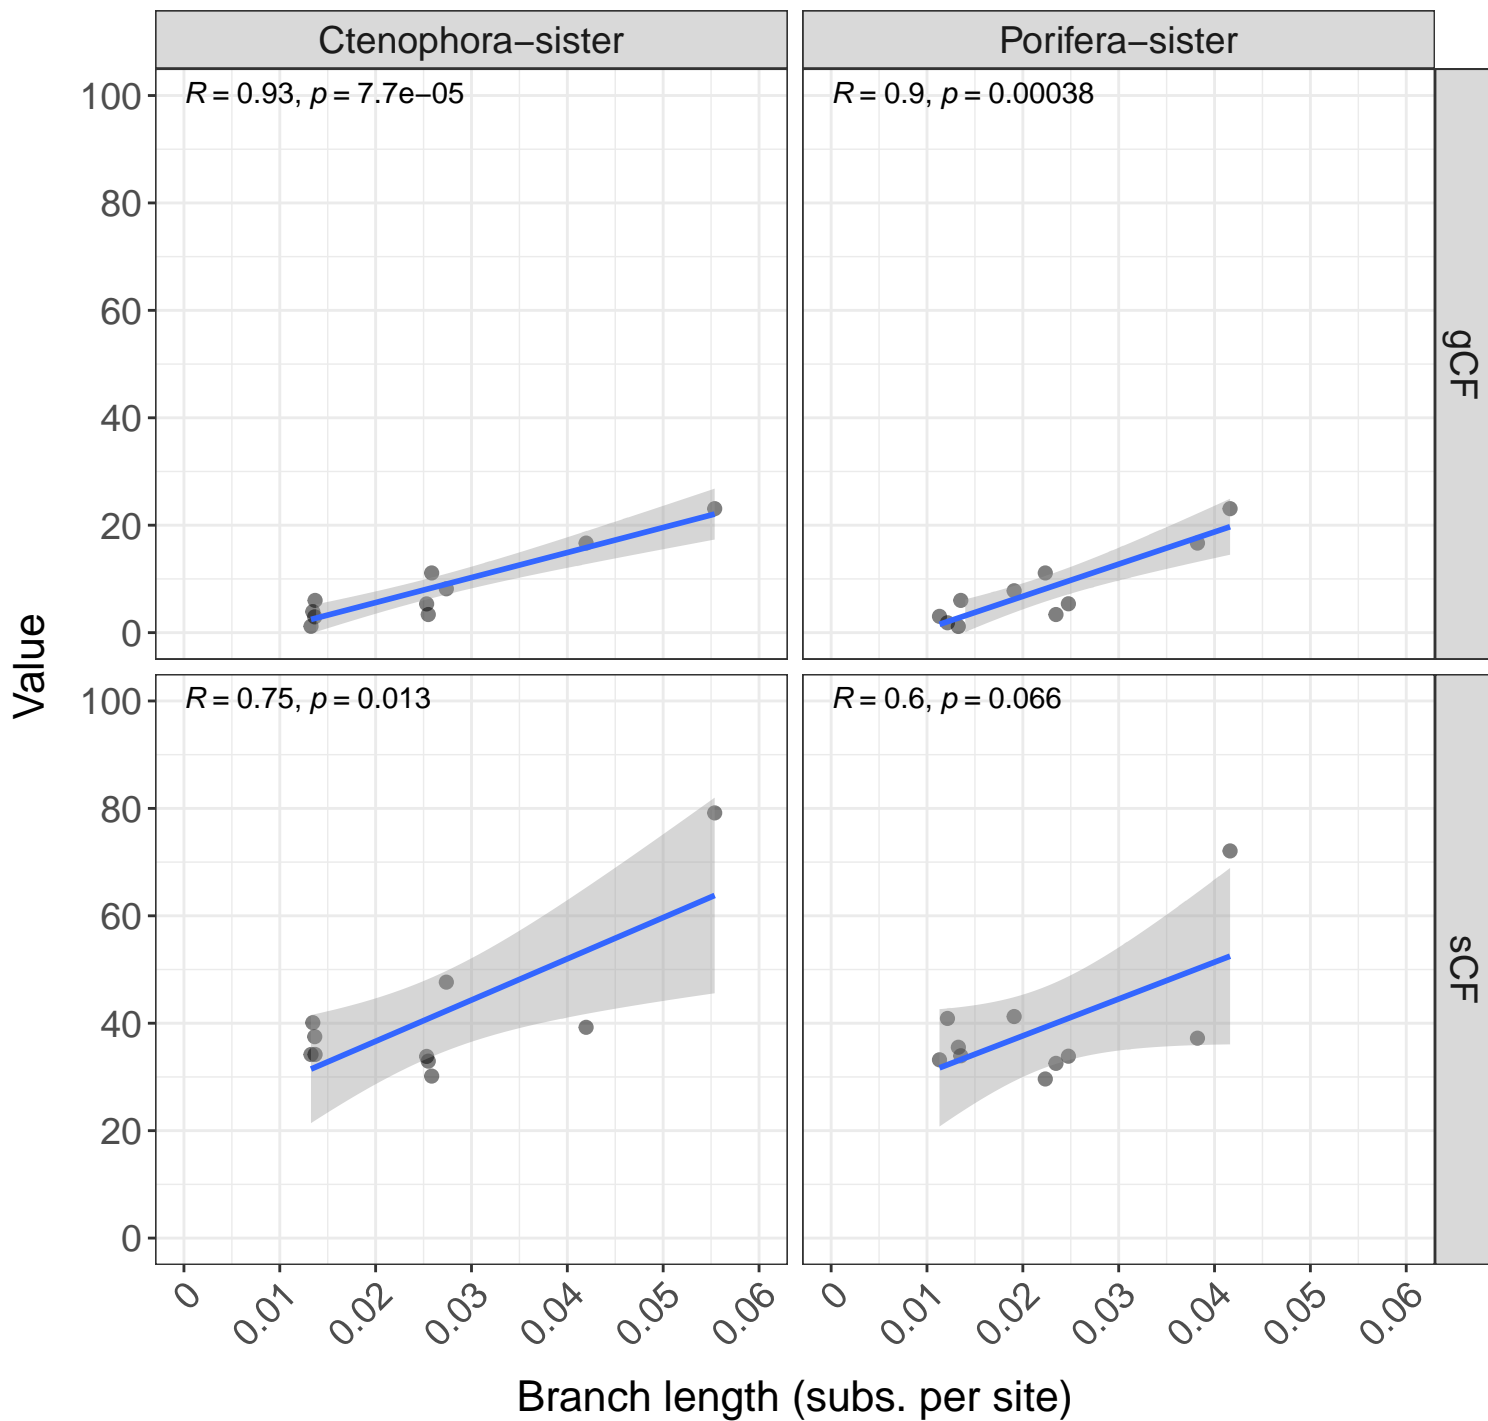 Ctenophora−sister
Porifera−sister
R = 0.93, p = 7.7e−05
R = 0.9, p = 0.00038
100
80
60
40
20
0
gCF
Value
R = 0.75, p = 0.013
R = 0.6, p = 0.066
100
80
60
40
20
0
sCF
0 0.01 0.02 0.03 0.04 0.05 0.06
0 0.01 0.02 0.03 0.04 0.05 0.06
Branch length (subs. per site)